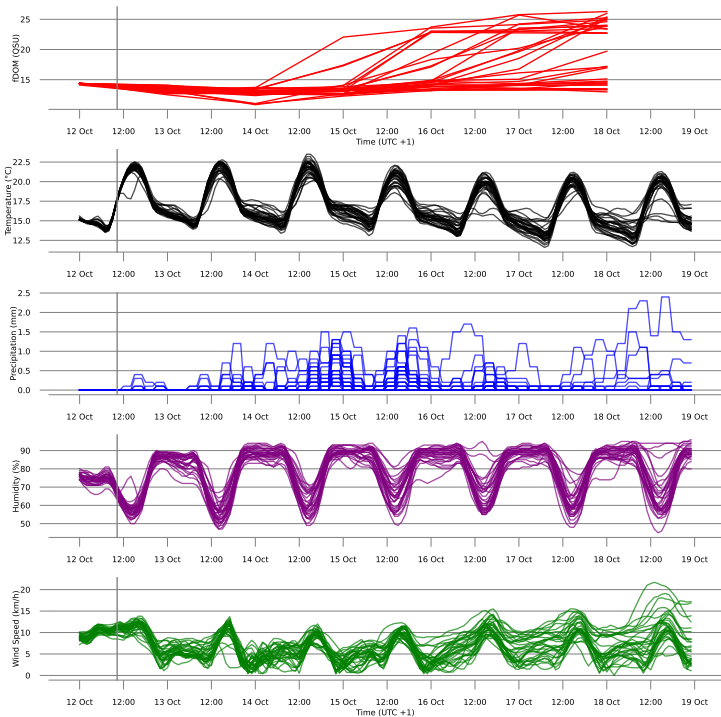 fDOM (QSU)
25
20
15
12 Oct 12:00 13 Oct 12:00 14 Oct 12:00 15 Oct 12:00 16 Oct 12:00 17 Oct 12:00 18 Oct 12:00 19 Oct
Time (UTC +1)
Temperature (°C)
22.5
20.0
17.5
15.0
12.5
12 Oct 12:00 13 Oct 12:00 14 Oct 12:00 15 Oct 12:00 16 Oct 12:00 17 Oct 12:00 18 Oct 12:00 19 Oct
Precipitation (mm)
2.5
2.0
1.5
1.0
0.5
0.0
12 Oct 12:00 13 Oct 12:00 14 Oct 12:00 15 Oct 12:00 16 Oct 12:00 17 Oct 12:00 18 Oct 12:00 19 Oct
Humidity (%)
90
80
70
60
50
12 Oct 12:00 13 Oct 12:00 14 Oct 12:00 15 Oct 12:00 16 Oct 12:00 17 Oct 12:00 18 Oct 12:00 19 Oct
Wind Speed (km/h)
20
15
10
5
0
12 Oct 12:00 13 Oct 12:00 14 Oct 12:00 15 Oct 12:00 16 Oct 12:00 17 Oct 12:00 18 Oct 12:00 19 Oct
Time (UTC +1)